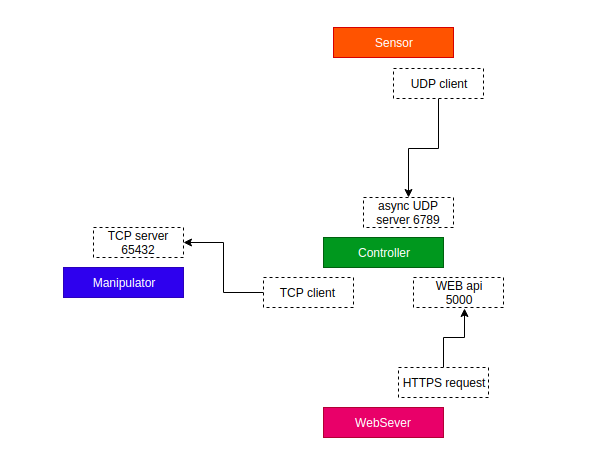 Sensor
UDP client
async UDP
server 6789
TCP server
65432
Controller
Manipulator
TCP client
WEB api
5000
HTTPS request
WebSever